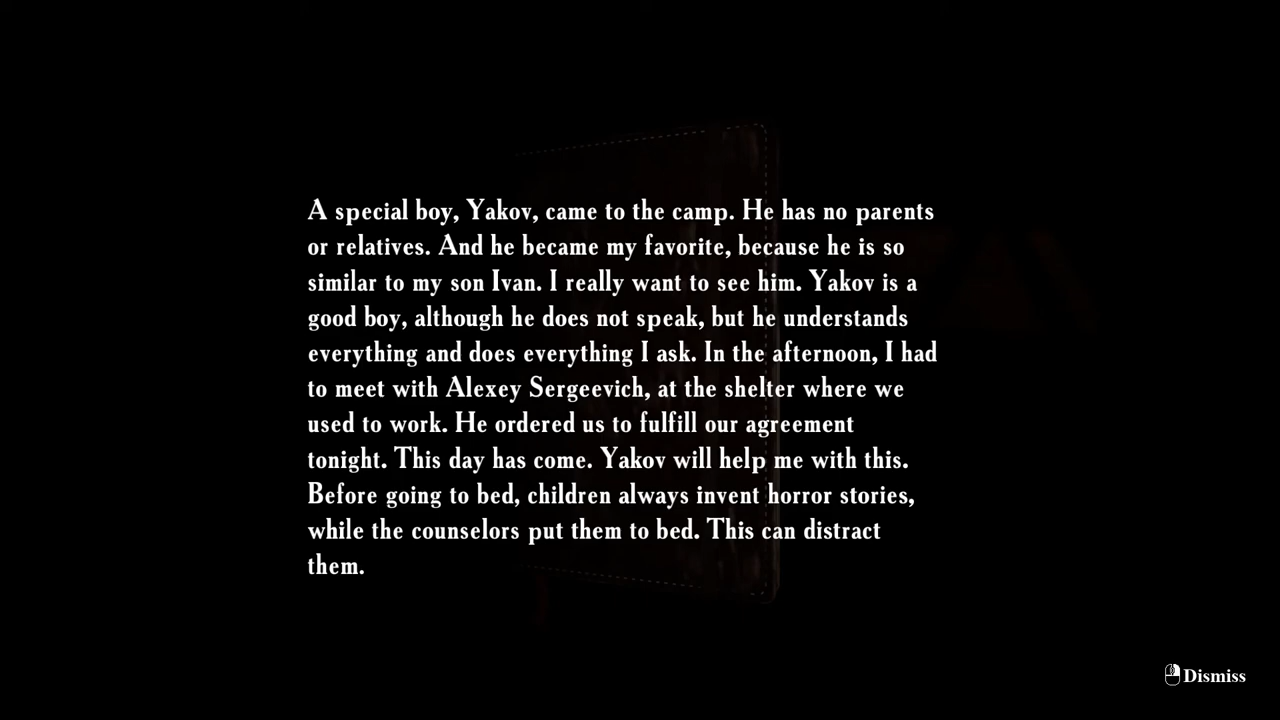 A special boy, Yakov, came to the camp. He has no parents
or relatives. And he became my favorite, because he is so
similar to my son Ivan. I really want to see him. Yakov is a
good boy, although he does not speak, but he understands
everything and does everything I ask. In the afternoon, I had
to meet with Alexey Sergeevich, at the shelter where we
used to work. He ordered us to fulfill our agreement
tonight. This day has come. Yakov will help me with this.
Before going to bed, children always invent horror stories,
while the counselors put them to bed. This can distract
them.
Dismiss